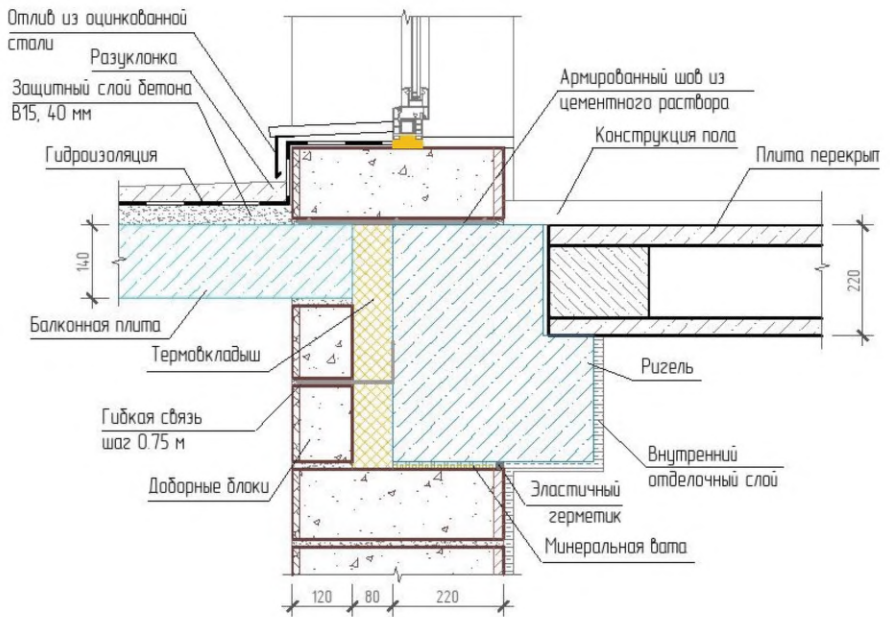 Отлив из оцинкованной
стали
Разуклонка
Защитный слой бетона
В15, 40 мм
Гидроизоляция
Армированный шов из
цементного раствора
Конструкция пола
Плита перекрыт
140
220
Балконная плита
Термовкладыш
Ригель
Гибкая связь
шаг 0.75 м
Внутренний
отделочный слой
Доборные блоки
Эластичный
герметик
Минеральная вата
120
80
220